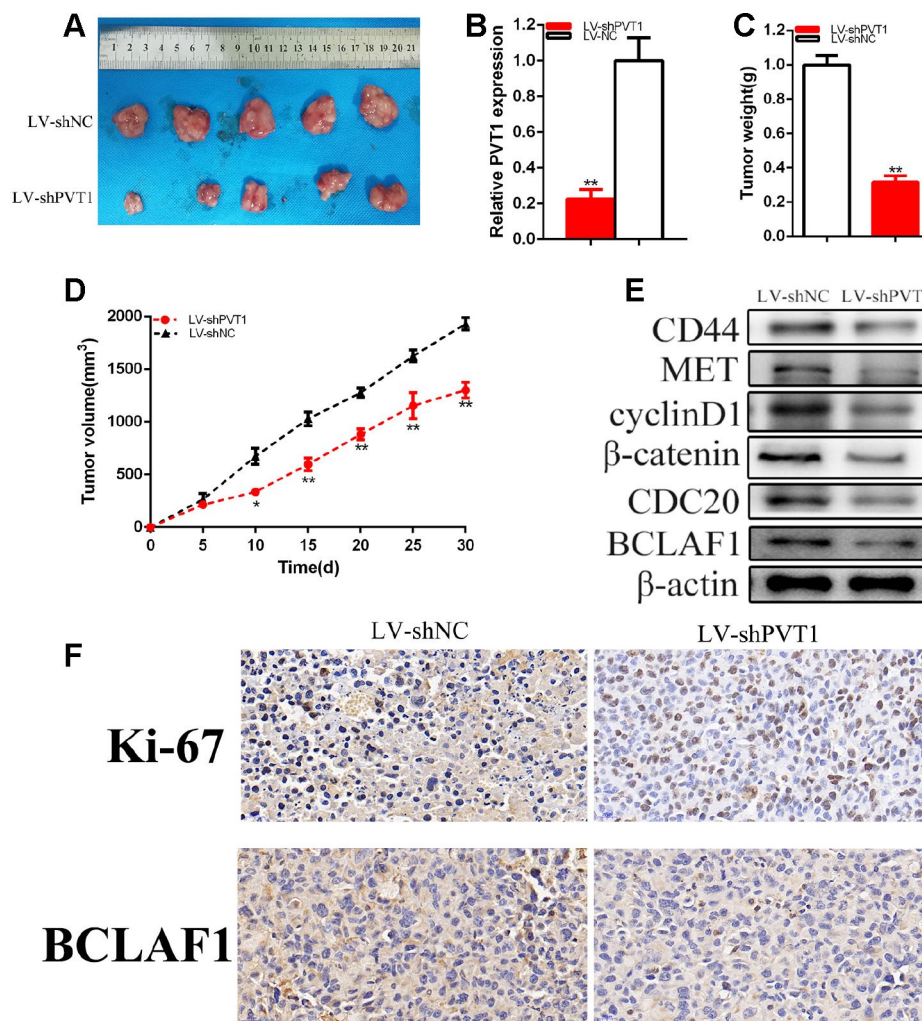 A
1 2 3 4 5 6 7 8 9 10 11 12 13 14 15 16 17 18 19 20 21
LV-shNC
LV-shPVT1
B
LV-shPVT1
LV-NC
Relative PVT1 expression
1.2
1.0
0.8
0.6
0.4
0.2
0.0
**
C
LV-shPVT1
LV-shNC
Tumor weight(g)
1.2
1.0
0.8
0.6
0.4
0.2
0.0
**
D
LV-shPVT1
LV-shNC
Tumor volume(mm3)
2000
1500
1000
500
0
* ** ** ** **
0 5 10 15 20 25 30
Time(d)
E
LV-shNC LV-shPVT
CD44
MET
cyclinD1
β-catenin
CDC20
BCLAF1
β-actin
F
LV-shNC LV-shPVT1
Ki-67
BCLAF1